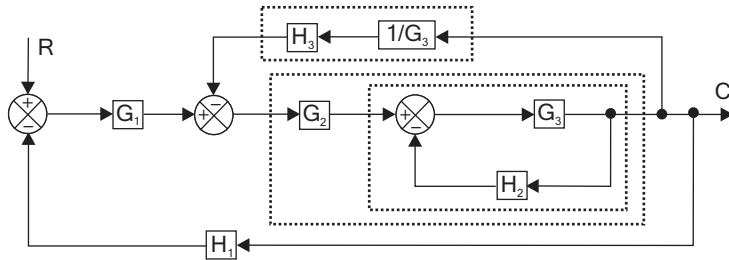 H₃
1/G₃
R
C
+
−
G₁
+
−
G₂
+
−
G₃
H₂
H₁